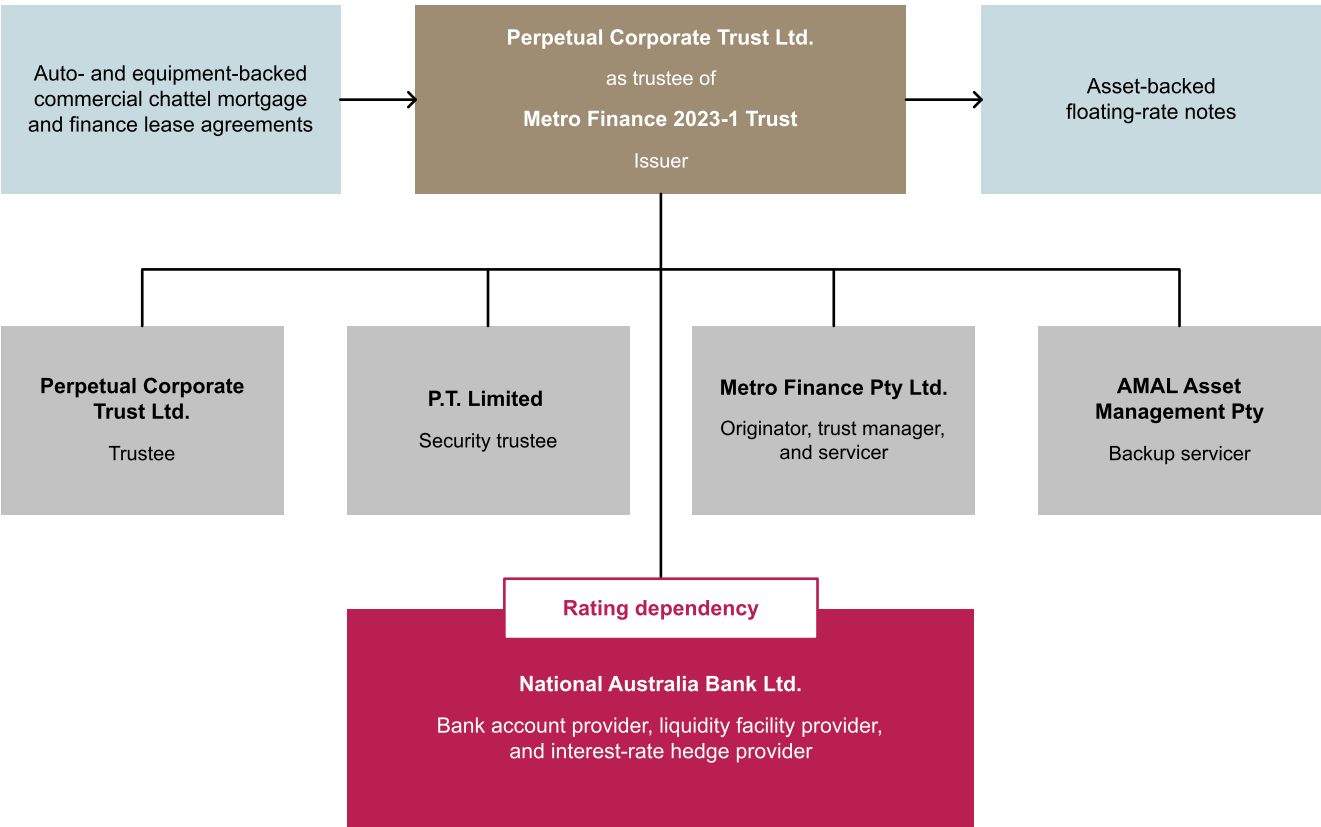 Auto- and equipment-backed
commercial chattel mortgage
and finance lease agreements
Perpetual Corporate Trust Ltd.
as trustee of
Metro Finance 2023-1 Trust
Issuer
Asset-backed
floating-rate notes
Perpetual Corporate
Trust Ltd.
Trustee
P.T. Limited
Security trustee
Metro Finance Pty Ltd.
Originator, trust manager,
and servicer
AMAL Asset
Management Pty
Backup servicer
Rating dependency
National Australia Bank Ltd.
Bank account provider, liquidity facility provider,
and interest-rate hedge provider